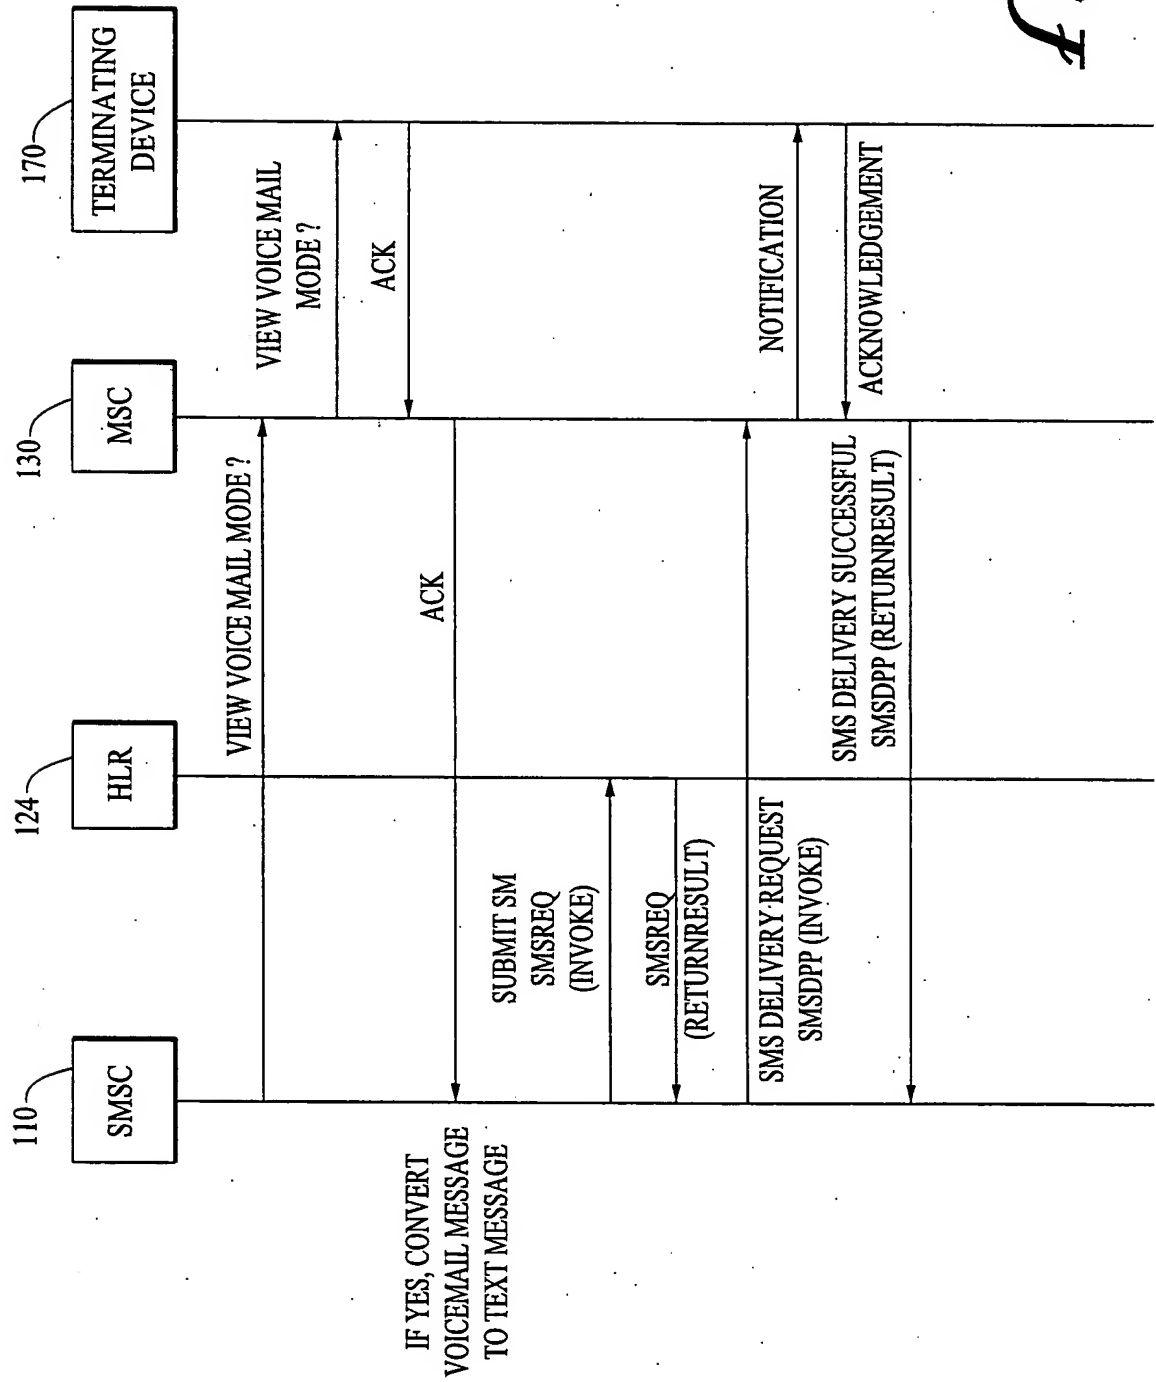 110
SMSC
124
HLR
130
MSC
170
TERMINATING
DEVICE
VIEW VOICE MAIL MODE ?
VIEW VOICE MAIL
MODE ?
ACK
ACK
IF YES, CONVERT
VOICEMAIL MESSAGE
TO TEXT MESSAGE
SUBMIT SM
SMSREQ
(INVOKE)
SMSREQ
(RETURNRESULT)
SMS DELIVERY REQUEST
SMSDPP (INVOKE)
NOTIFICATION
ACKNOWLEDGEMENT
SMS DELIVERY SUCCESSFUL
SMSDPP (RETURNRESULT)